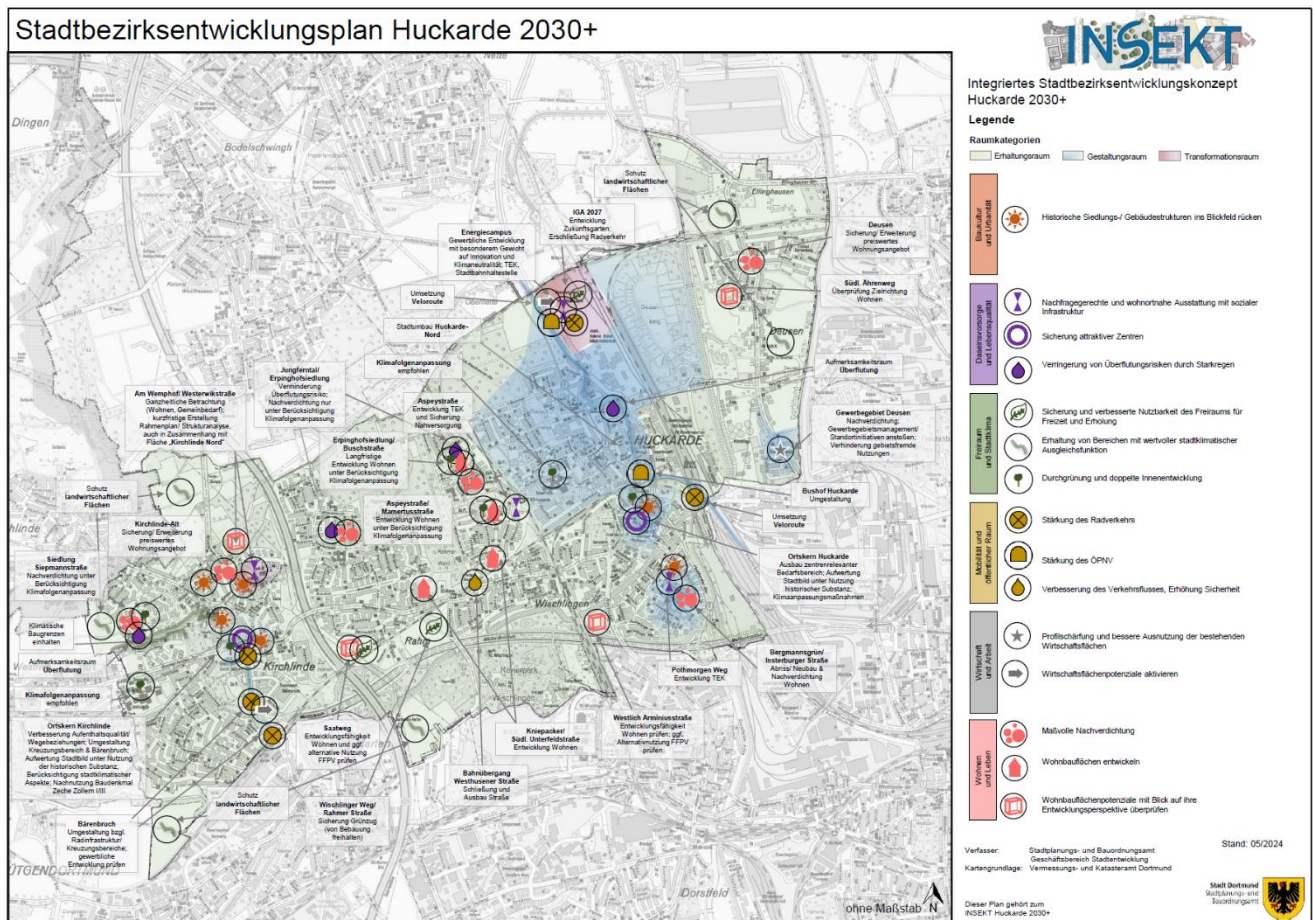 Stadtbezirksentwicklungsplan Huckarde 2030+
INSEKT
Integriertes Stadtbezirksentwicklungskonzept
Huckarde 2030+
Legende
Raumkategorien
Erhaltungsraum
Gestaltungsraum
Transformationsraum
Baukultur
und Urbanität
Historische Siedlungs-/ Gebäudestrukturen ins Blickfeld rücken
Daseinsvorsorge
und Lebensqualität
Nachfragegerechte und wohnortnahe Ausstattung mit sozialer
Infrastruktur
Sicherung attraktiver Zentren
Verringerung von Überflutungsrisiken durch Starkregen
Freiraum
und Stadtklima
Sicherung und verbesserte Nutzbarkeit des Freiraums für
Freizeit und Erholung
Erhaltung von Bereichen mit wertvoller stadtklimatischer
Ausgleichsfunktion
Durchgrünung und doppelte Innenentwicklung
Mobilität und
öffentlicher Raum
Stärkung des Radverkehrs
Stärkung des ÖPNV
Verbesserung des Verkehrsflusses, Erhöhung Sicherheit
Wirtschaft
und Arbeit
Profilschärfung und bessere Ausnutzung der bestehenden
Wirtschaftsflächen
Wirtschaftsflächenpotenziale aktivieren
Wohnen
und Leben
Maßvolle Nachverdichtung
Wohnbauflächen entwickeln
Wohnbauflächenpotenziale mit Blick auf ihre
Entwicklungsperspektive überprüfen
Stand: 05/2024
Verfasser: Stadtplanungs- und Bauordnungsamt
Geschäftsbereich Stadtentwicklung
Kartengrundlage: Vermessungs- und Katasteramt Dortmund
Dieser Plan gehört zum
INSEKT Huckarde 2030+
Stadt Dortmund
Stadtplanungs- und
Bauordnungsamt
Dingen
Bodelschwingh
Nette
Ellinghausen
Deusen
HUCKARDE
Wischlingen
Rahm
Kirchlinde
Dorstfeld
ÜTGENDORTMUND
ohne Maßstab N
Schutz
landwirtschaftlicher
Flächen
IGA 2027
Entwicklung
Zukunftsgarten;
Erschließung Radverkehr
Energiecampus
Gewerbliche Entwicklung
mit besonderem Gewicht
auf Innovation und
Klimaneutralität; TEK,
Stadtbahnhaltestelle
Deusen
Sicherung/ Erweiterung
preiswertes
Wohnungsangebot
Südl. Ährenweg
Überprüfung Zielrichtung
Wohnen
Umsetzung
Veloroute
Stadtumbau Huckarde-
Nord
Klimafolgenanpassung
empfohlen
Aufmerksamkeitsraum
Überflutung
Jungferntal/
Erpinghofsiedlung
Verminderung
Überflutungsrisiko;
Nachverdichtung nur
unter Berücksichtigung
Klimafolgenanpassung
Am Wemphof/ Westerwikstraße
Ganzheitliche Betrachtung
(Wohnen, Gemeinbedarf);
kurzfristige Erstellung
Rahmenplan/ Strukturanalyse,
auch in Zusammenhang mit
Fläche „Kirchlinde Nord"
Aspeystraße
Entwicklung TEK
und Sicherung
Nahversorgung
Erpinghofsiedlung/
Buschstraße
Langfristige
Entwicklung Wohnen
unter Berücksichtigung
Klimafolgenanpassung
Gewerbegebiet Deusen
Nachverdichtung;
Gewerbegebietsmanagement/
Standortinitiativen anstoßen;
Verhinderung gebietsfremde
Nutzungen
Schutz
landwirtschaftlicher
Flächen
Aspeystraße/
Mamertusstraße
Entwicklung Wohnen
unter Berücksichtigung
Klimafolgenanpassung
Bushof Huckarde
Umgestaltung
Umsetzung
Veloroute
Kirchlinde-Alt
Sicherung/ Erweiterung
preiswertes
Wohnungsangebot
Siedlung
Siepmannstraße
Nachverdichtung unter
Berücksichtigung
Klimafolgenanpassung
Ortskern Huckarde
Ausbau zentrenrelevanter
Bedarfsbereich; Aufwertung
Stadtbild unter Nutzung
historischer Substanz;
Klimaanpassungsmaßnahmen
Klimatische
Baugrenzen
einhalten
Aufmerksamkeitsraum
Überflutung
Klimafolgenanpassung
empfohlen
Bergmannsgrün/
Insterburger Straße
Abriss/ Neubau &
Nachverdichtung
Wohnen
Pothmorgen Weg
Entwicklung TEK
Ortskern Kirchlinde
Verbesserung Aufenthaltsqualität/
Wegebeziehungen; Umgestaltung
Kreuzungsbereich & Bärenbruch;
Aufwertung Stadtbild unter Nutzung
der historischen Substanz,
Berücksichtigung stadtklimatischer
Aspekte; Nachnutzung Baudenkmal
Zeche Zollern I/III
Saatweg
Entwicklungsfähigkeit
Wohnen und ggf.
alternative Nutzung
FFPV prüfen
Kniepacker/
Südl. Unterfeldstraße
Entwicklung Wohnen
Westlich Arminiusstraße
Entwicklungsfähigkeit
Wohnen prüfen; ggf.
Alternativnutzung FFPV
prüfen
Bahnübergang
Westhusener Straße
Schließung und
Ausbau Straße
Schutz
landwirtschaftlicher
Flächen
Wischlinger Weg/
Rahmer Straße
Sicherung Grünzug
(von Bebauung
freihalten)
Bärenbruch
Umgestaltung bzgl.
Radinfrastruktur/
Kreuzungsbereiche;
gewerbliche
Entwicklung prüfen